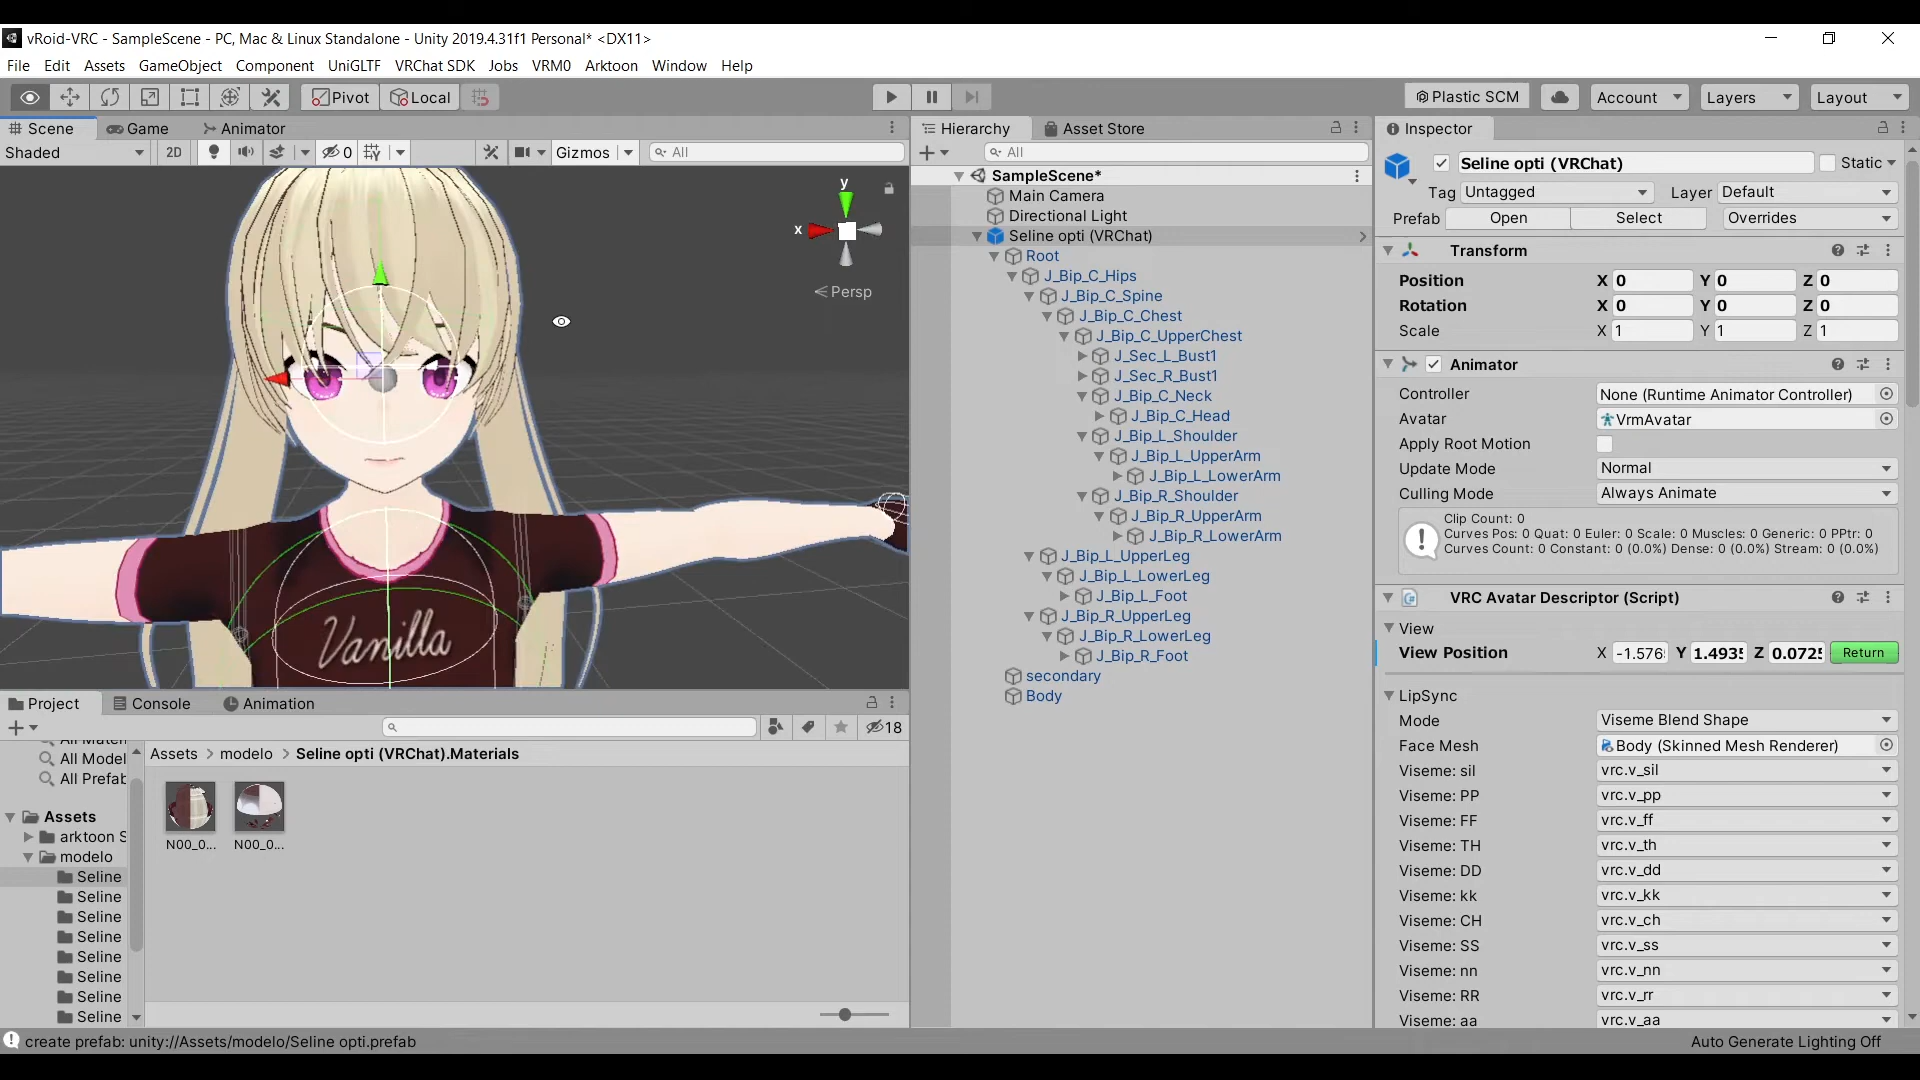 vRoid-VRC - SampleScene - PC, Mac & Linux Standalone - Unity 2019.4.31f1 Personal* <DX11>
File Edit Assets GameObject Component UniGLTF VRChat SDK Jobs VRM0 Arktoon Window Help
Pivot Local Plastic SCM Account Layers Layout
Scene Game Animator
Shaded 2D 0 Gizmos All
y
x
Persp
Vanilla
Hierarchy Asset Store
All
SampleScene*
Main Camera
Directional Light
Seline opti (VRChat)
Root
J_Bip_C_Hips
J_Bip_C_Spine
J_Bip_C_Chest
J_Bip_C_UpperChest
J_Sec_L_Bust1
J_Sec_R_Bust1
J_Bip_C_Neck
J_Bip_C_Head
J_Bip_L_Shoulder
J_Bip_L_UpperArm
J_Bip_L_LowerArm
J_Bip_R_Shoulder
J_Bip_R_UpperArm
J_Bip_R_LowerArm
J_Bip_L_UpperLeg
J_Bip_L_LowerLeg
J_Bip_L_Foot
J_Bip_R_UpperLeg
J_Bip_R_LowerLeg
J_Bip_R_Foot
secondary
Body
Inspector
Seline opti (VRChat) Static
Tag Untagged Layer Default
Prefab Open Select Overrides
Transform
Position X 0 Y 0 Z 0
Rotation X 0 Y 0 Z 0
Scale X 1 Y 1 Z 1
Animator
Controller None (Runtime Animator Controller)
Avatar VrmAvatar
Apply Root Motion
Update Mode Normal
Culling Mode Always Animate
Clip Count: 0
Curves Pos: 0 Quat: 0 Euler: 0 Scale: 0 Muscles: 0 Generic: 0 PPtr: 0
Curves Count: 0 Constant: 0 (0.0%) Dense: 0 (0.0%) Stream: 0 (0.0%)
VRC Avatar Descriptor (Script)
View
View Position X -1.576 Y 1.493 Z 0.072 Return
LipSync
Mode Viseme Blend Shape
Face Mesh Body (Skinned Mesh Renderer)
Viseme: sil vrc.v_sil
Viseme: PP vrc.v_pp
Viseme: FF vrc.v_ff
Viseme: TH vrc.v_th
Viseme: DD vrc.v_dd
Viseme: kk vrc.v_kk
Viseme: CH vrc.v_ch
Viseme: SS vrc.v_ss
Viseme: nn vrc.v_nn
Viseme: RR vrc.v_rr
Viseme: aa vrc.v_aa
Project Console Animation
18
All Model
All Prefab
Assets
arktoon S
modelo
Seline
Seline
Seline
Seline
Seline
Seline
Seline
Seline
Assets > modelo > Seline opti (VRChat).Materials
N00_0... N00_0...
create prefab: unity://Assets/modelo/Seline opti.prefab
Auto Generate Lighting Off